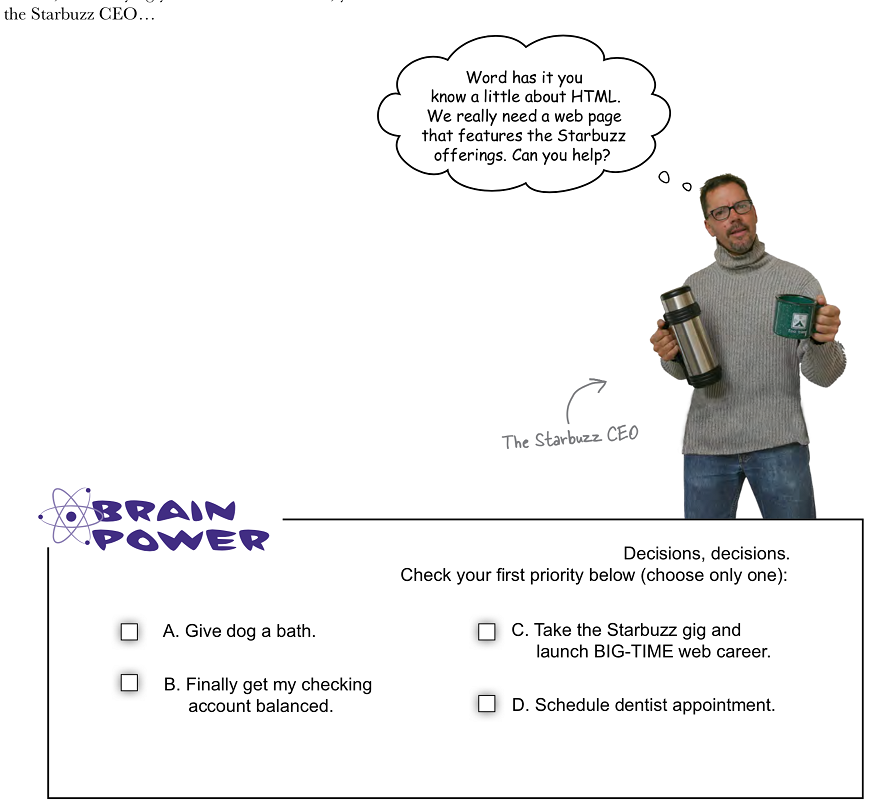 the Starbuzz CEO…
Word has it you
know a little about HTML.
We really need a web page
that features the Starbuzz
offerings. Can you help?
The Starbuzz CEO
BRAIN
POWER
Decisions, decisions.
Check your first priority below (choose only one):
A. Give dog a bath.
B. Finally get my checking
account balanced.
C. Take the Starbuzz gig and
launch BIG-TIME web career.
D. Schedule dentist appointment.